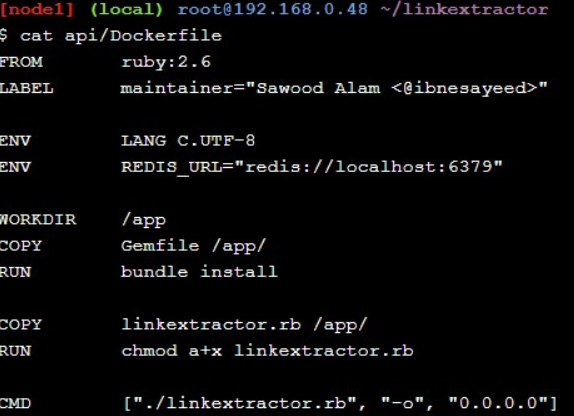 [node1] (local) root@192.168.0.48 ~/linkextractor
$ cat api/Dockerfile
FROM ruby:2.6
LABEL maintainer="Sawood Alam <@ibnesayeed>"
ENV LANG C.UTF-8
ENV REDIS_URL="redis://localhost:6379"
WORKDIR /app
COPY Gemfile /app/
RUN bundle install
COPY linkextractor.rb /app/
RUN chmod a+x linkextractor.rb
CMD ["./linkextractor.rb", "-o", "0.0.0.0"]